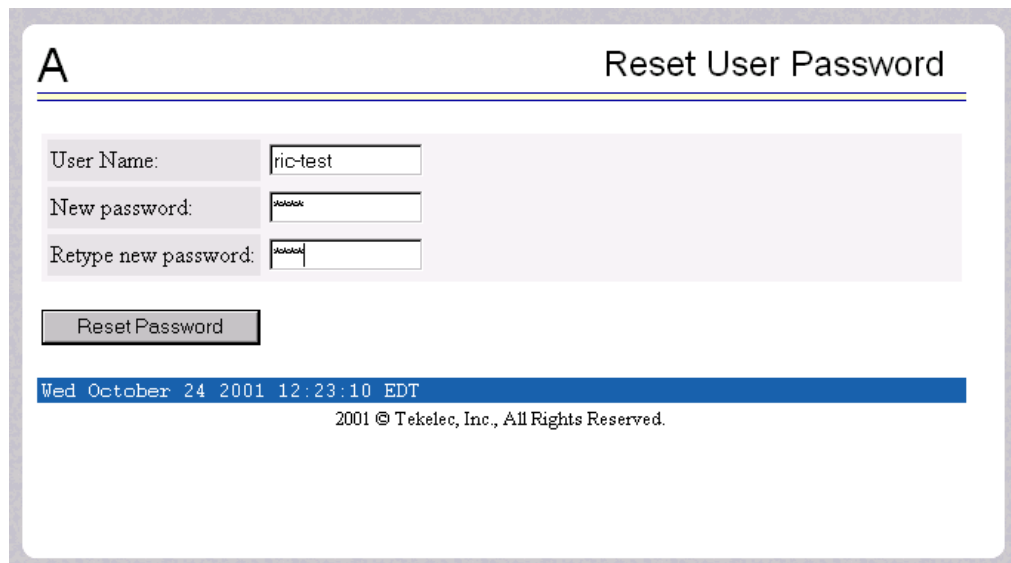 A Reset User Password
User Name: ric-test
New password: *****
Retype new password: *****
Reset Password
Wed October 24 2001 12:23:10 EDT
2001 © Tekelec, Inc., All Rights Reserved.